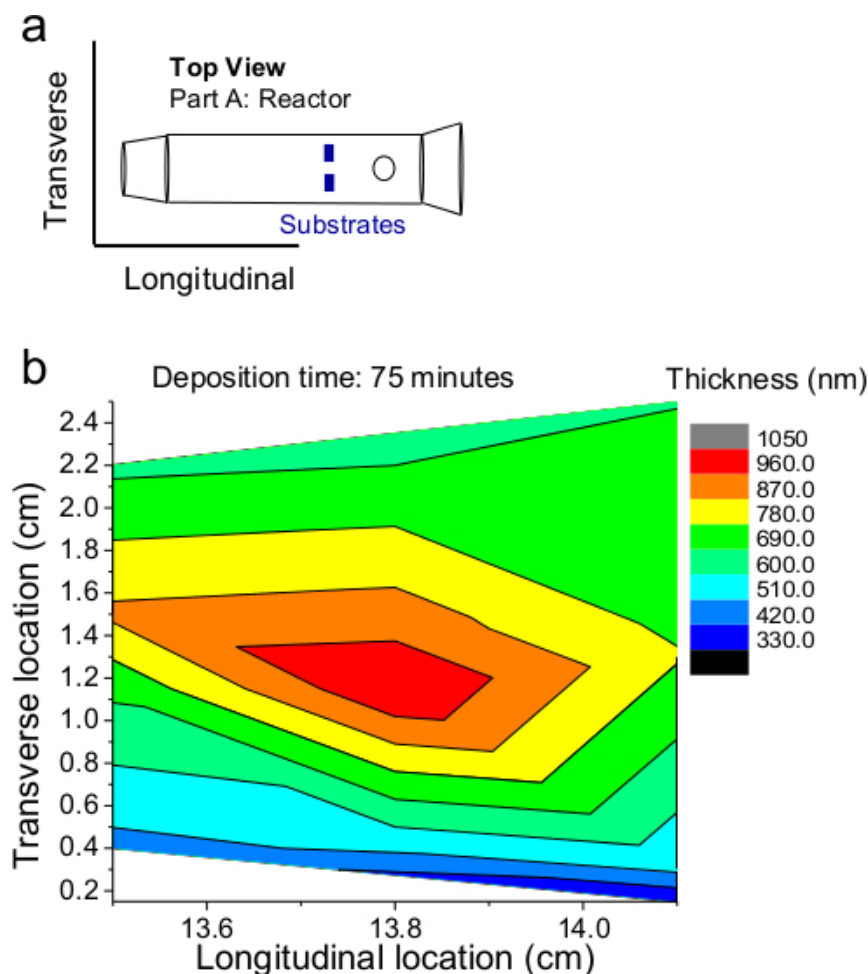 a
Transverse
Top View
Part A: Reactor
Substrates
Longitudinal
b
Deposition time: 75 minutes
Thickness (nm)
1050
960.0
870.0
780.0
690.0
600.0
510.0
420.0
330.0
Transverse location (cm)
2.4
2.2
2.0
1.8
1.6
1.4
1.2
1.0
0.8
0.6
0.4
0.2
13.6 13.8 14.0
Longitudinal location (cm)